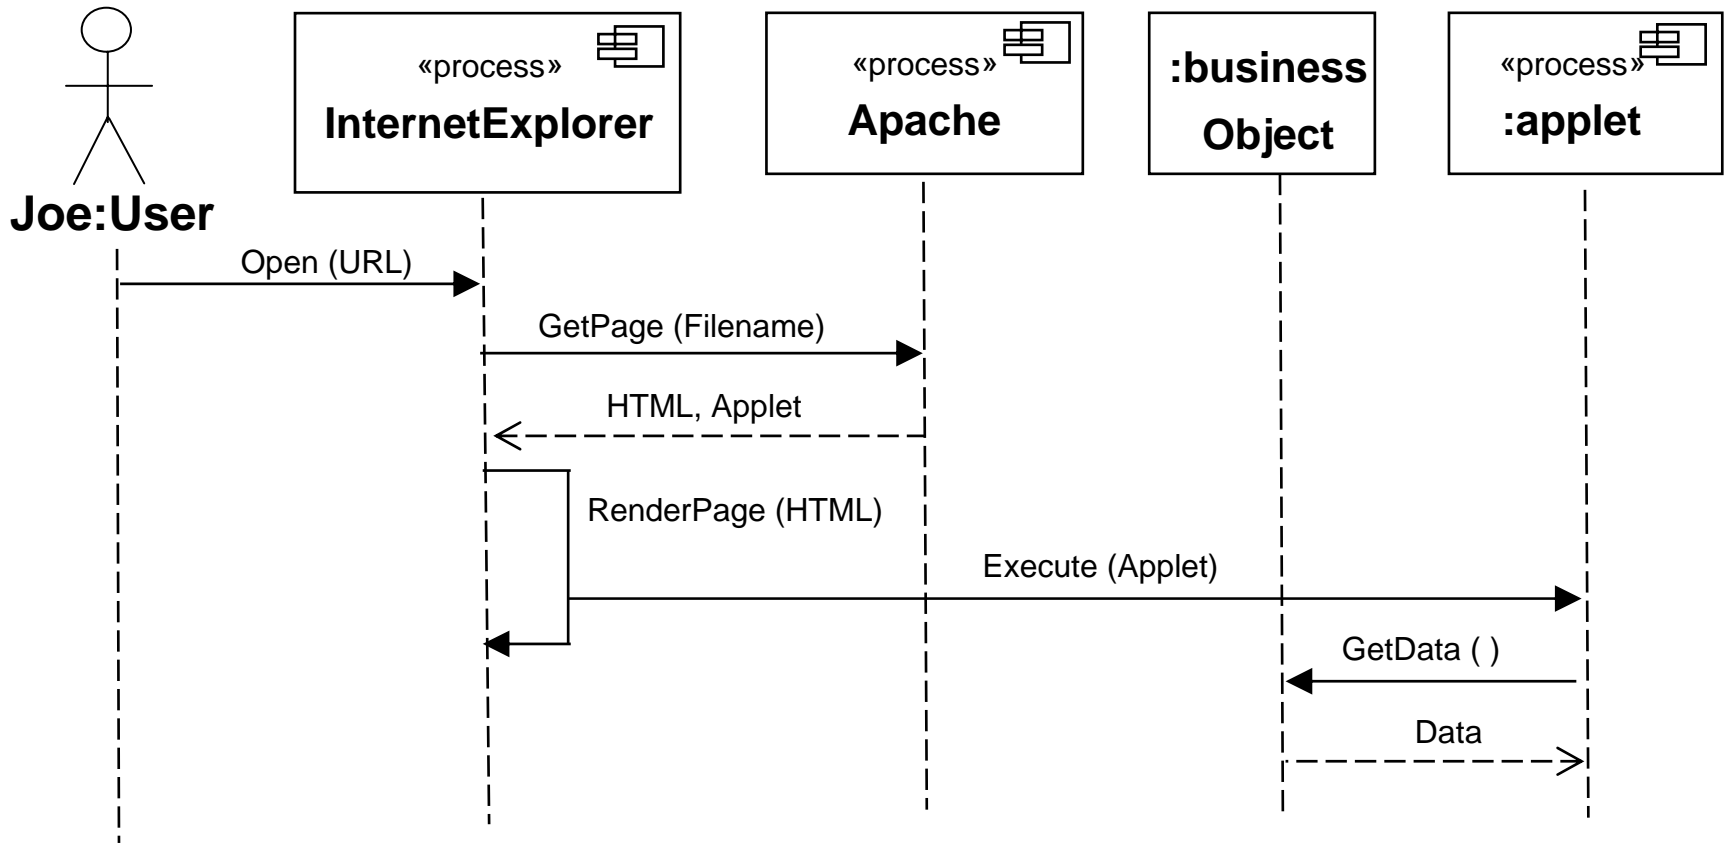 «process»
InternetExplorer
«process»
Apache
:business
Object
«process»
:applet
Joe:User
Open (URL)
GetPage (Filename)
HTML, Applet
RenderPage (HTML)
Execute (Applet)
GetData ( )
Data